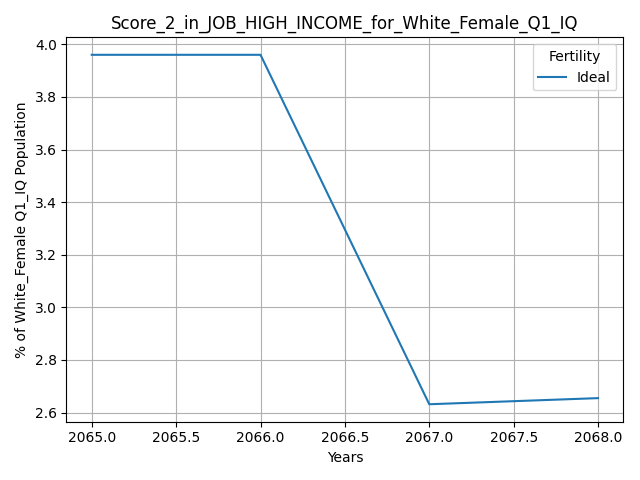 Score_2_in_JOB_HIGH_INCOME_for_White_Female_Q1_IQ
Fertility
Ideal
% of White_Female Q1_IQ Population
4.0
3.8
3.6
3.4
3.2
3.0
2.8
2.6
2065.0 2065.5 2066.0 2066.5 2067.0 2067.5 2068.0
Years